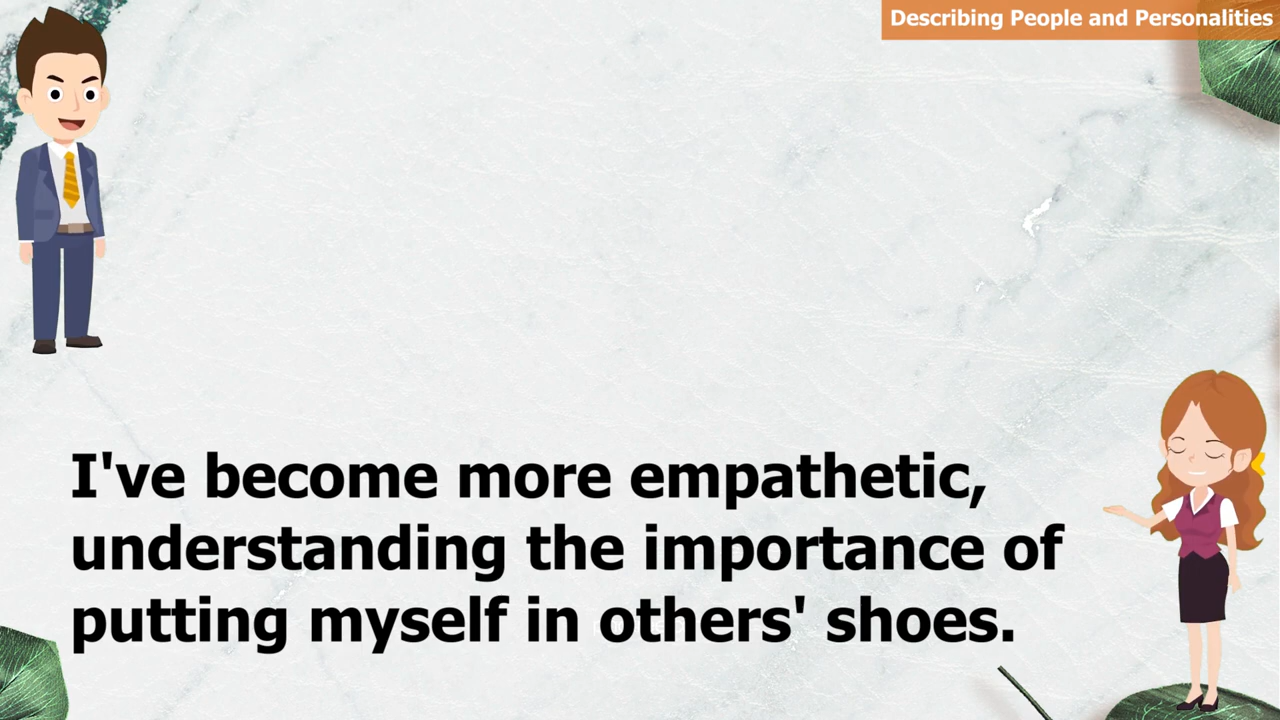 Describing People and Personalities
I've become more empathetic,
understanding the importance of
putting myself in others' shoes.